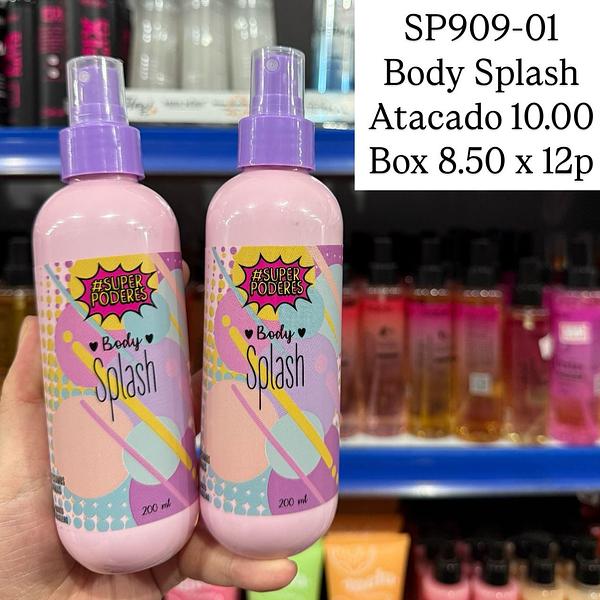 SP909-01
Body Splash
Atacado 10.00
Box 8.50 x 12p
#SUPER
PODERES
Body
Splash
200 ml
#SUPER
PODERES
Body
Splash
200 ml